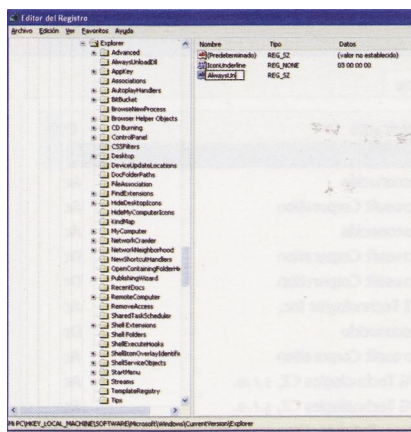 Editor del Registro
Archivo Edición Ver Favoritos Ayuda
Explorer
Advanced
AlwaysUnloadDll
AppKey
Associations
AutoplayHandlers
BitBucket
BrowseNewProcess
Browser Helper Objects
CD Burning
ControlPanel
CSSFilters
Desktop
DeviceUpdateLocations
DocFolderPaths
FileAssociation
FindExtensions
HideDesktopIcons
HideMyComputerIcons
KindMap
MyComputer
NetworkCrawler
NetworkNeighborhood
NewShortcutHandlers
OpenContainingFolderHi
PublishingWizard
RecentDocs
RemoteComputer
RemoveAccess
SharedTaskScheduler
Shell Extensions
Shell Folders
ShellExecuteHooks
ShellIconOverlayIdentifie
ShellServiceObjects
StartMenu
Streams
TemplateRegistry
Tips
Nombre Tipo Datos
(Predeterminado) REG_SZ (valor no establecido)
IconUnderline REG_NONE 03 00 00 00
AlwaysUn REG_SZ
Mi PC\HKEY_LOCAL_MACHINE\SOFTWARE\Microsoft\Windows\CurrentVersion\Explorer